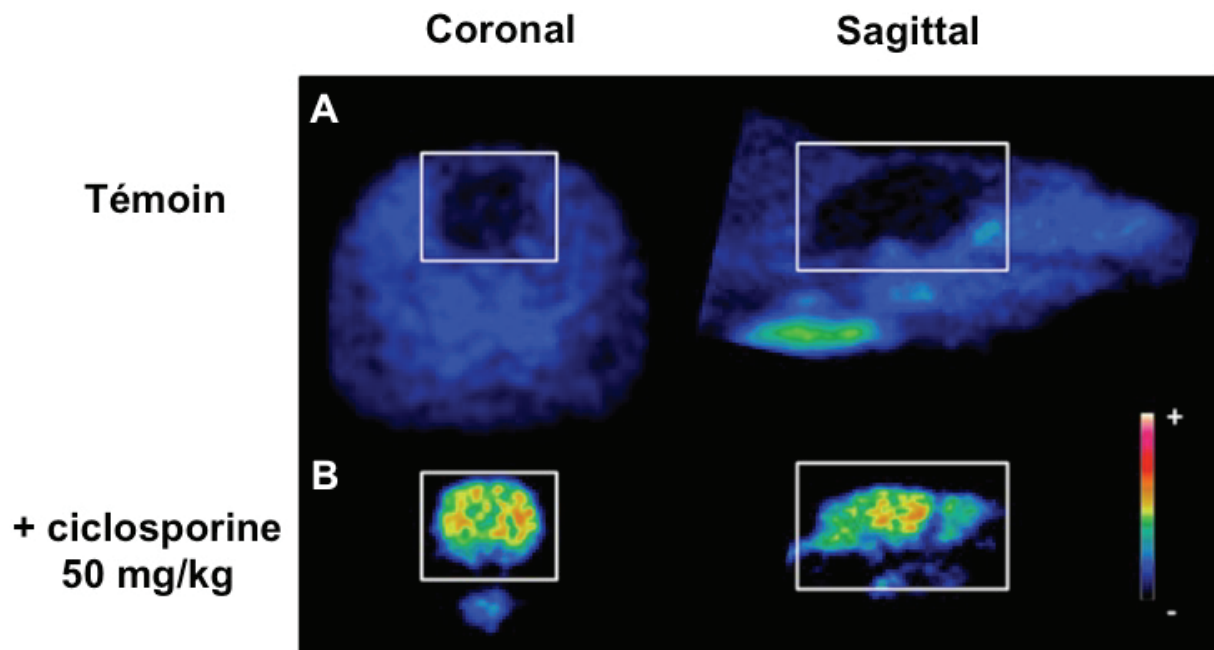 Coronal Sagittal
A
Témoin
+
B
+ ciclosporine
50 mg/kg
-